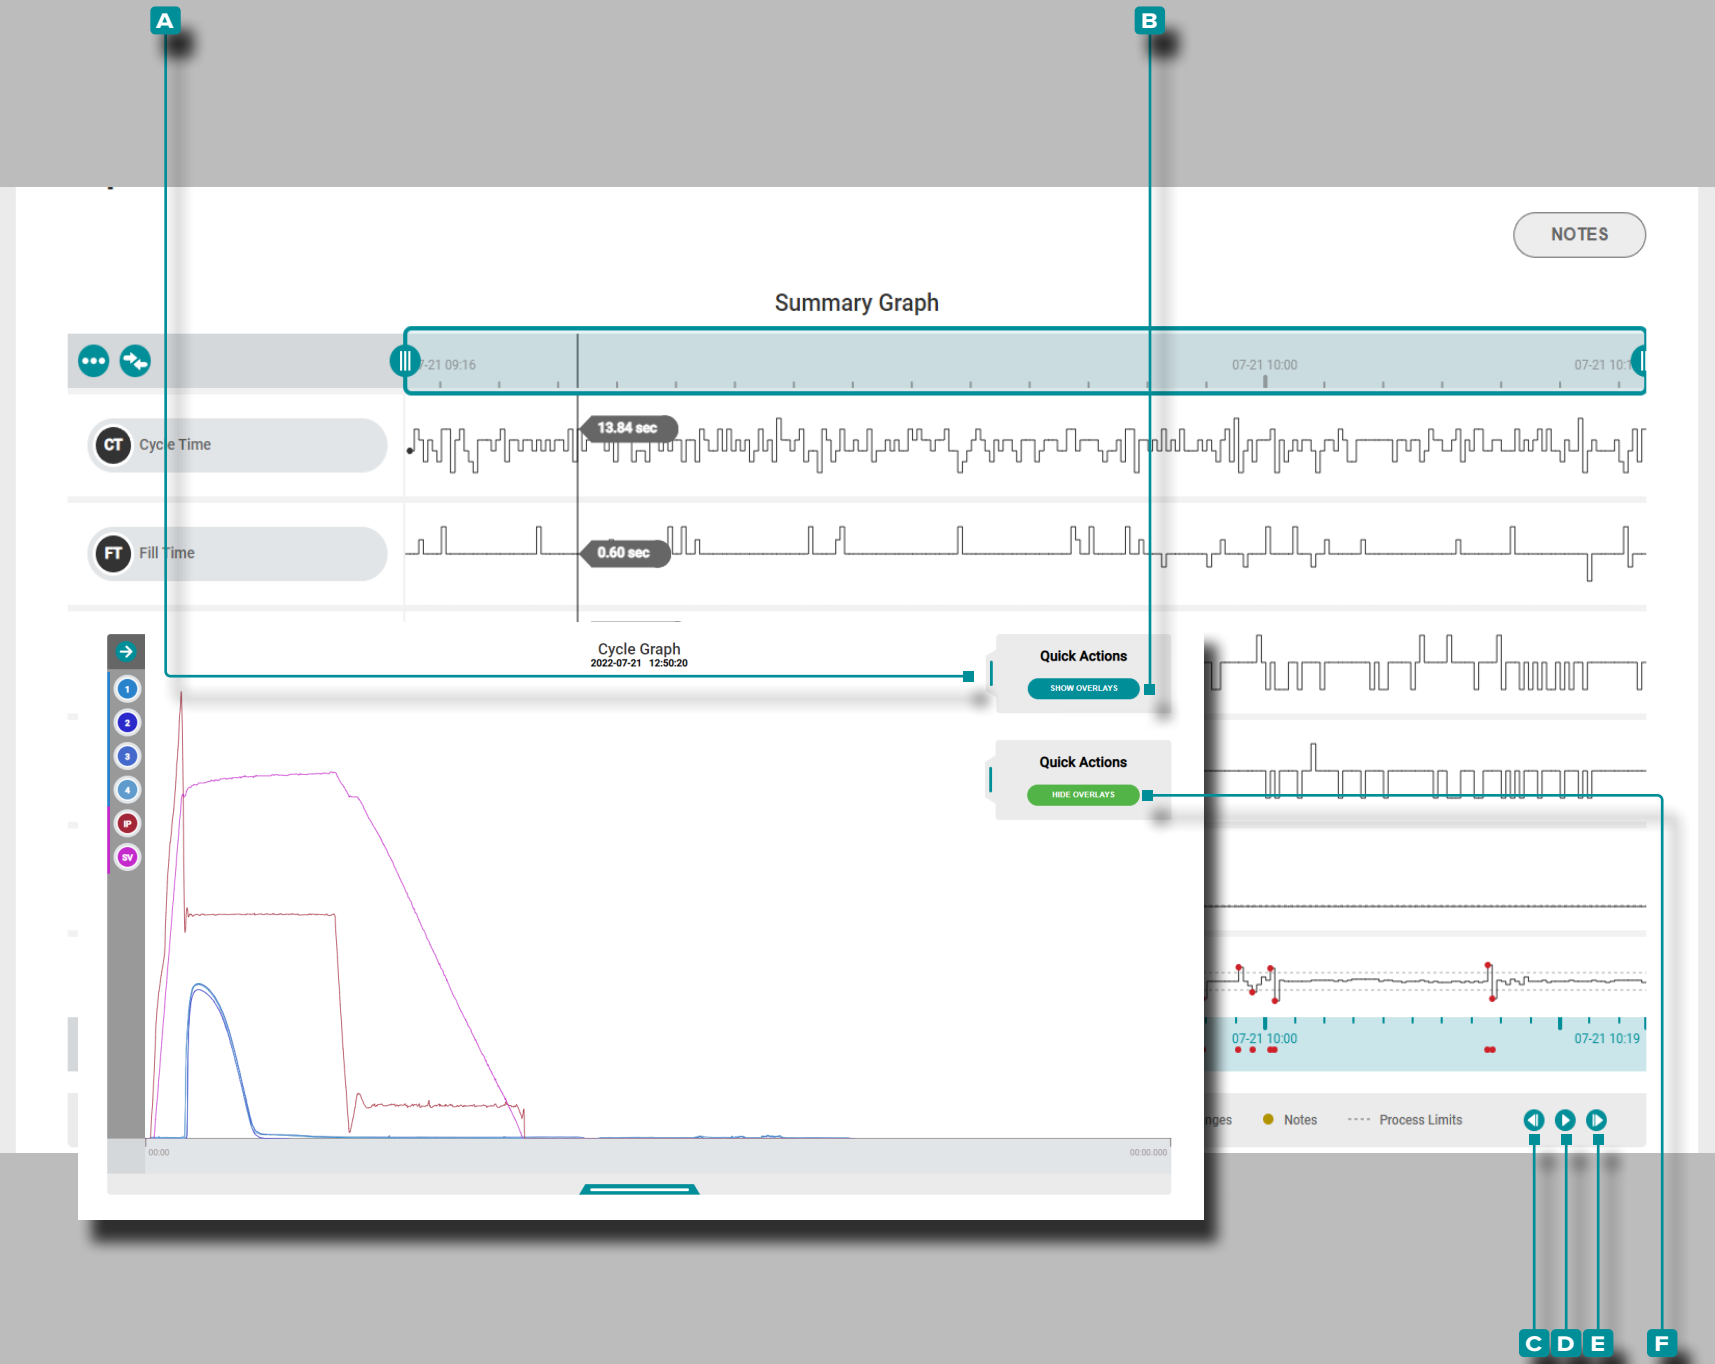 A
B
NOTES
Summary Graph
7-21 09:16
07-21 10:00
07-21 10:1
CT
Cycle Time
13.84 sec
FT
Fill Time
0.60 sec
Cycle Graph
2022-07-21 12:50:20
Quick Actions
SHOW OVERLAYS
1
2
3
4
IP
SV
Quick Actions
HIDE OVERLAYS
07-21 10:00
07-21 10:19
nges
Notes
Process Limits
00:00
00:00.000
C
D
E
F